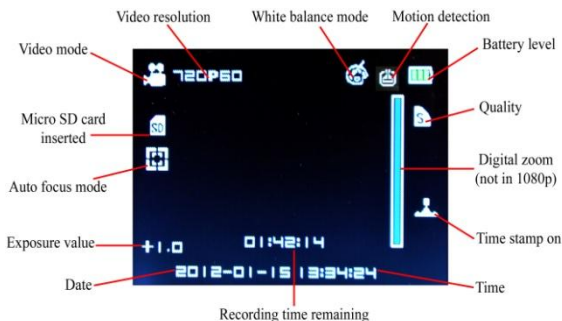 Video resolution
White balance mode
Motion detection
Video mode
Battery level
720P60
Quality
S
Micro SD card
inserted
SD
Digital zoom
(not in 1080p)
Auto focus mode
Time stamp on
Exposure value
+1.0
01:42:14
Date
2012-01-15 13:34:24
Time
Recording time remaining